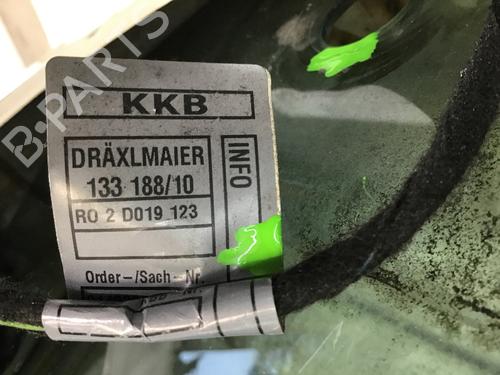 B-PARTS
KKB
DRÄXLMAIER
133 188/10
RO 2 D019 123
INFO
Order-/Sach-Nr.